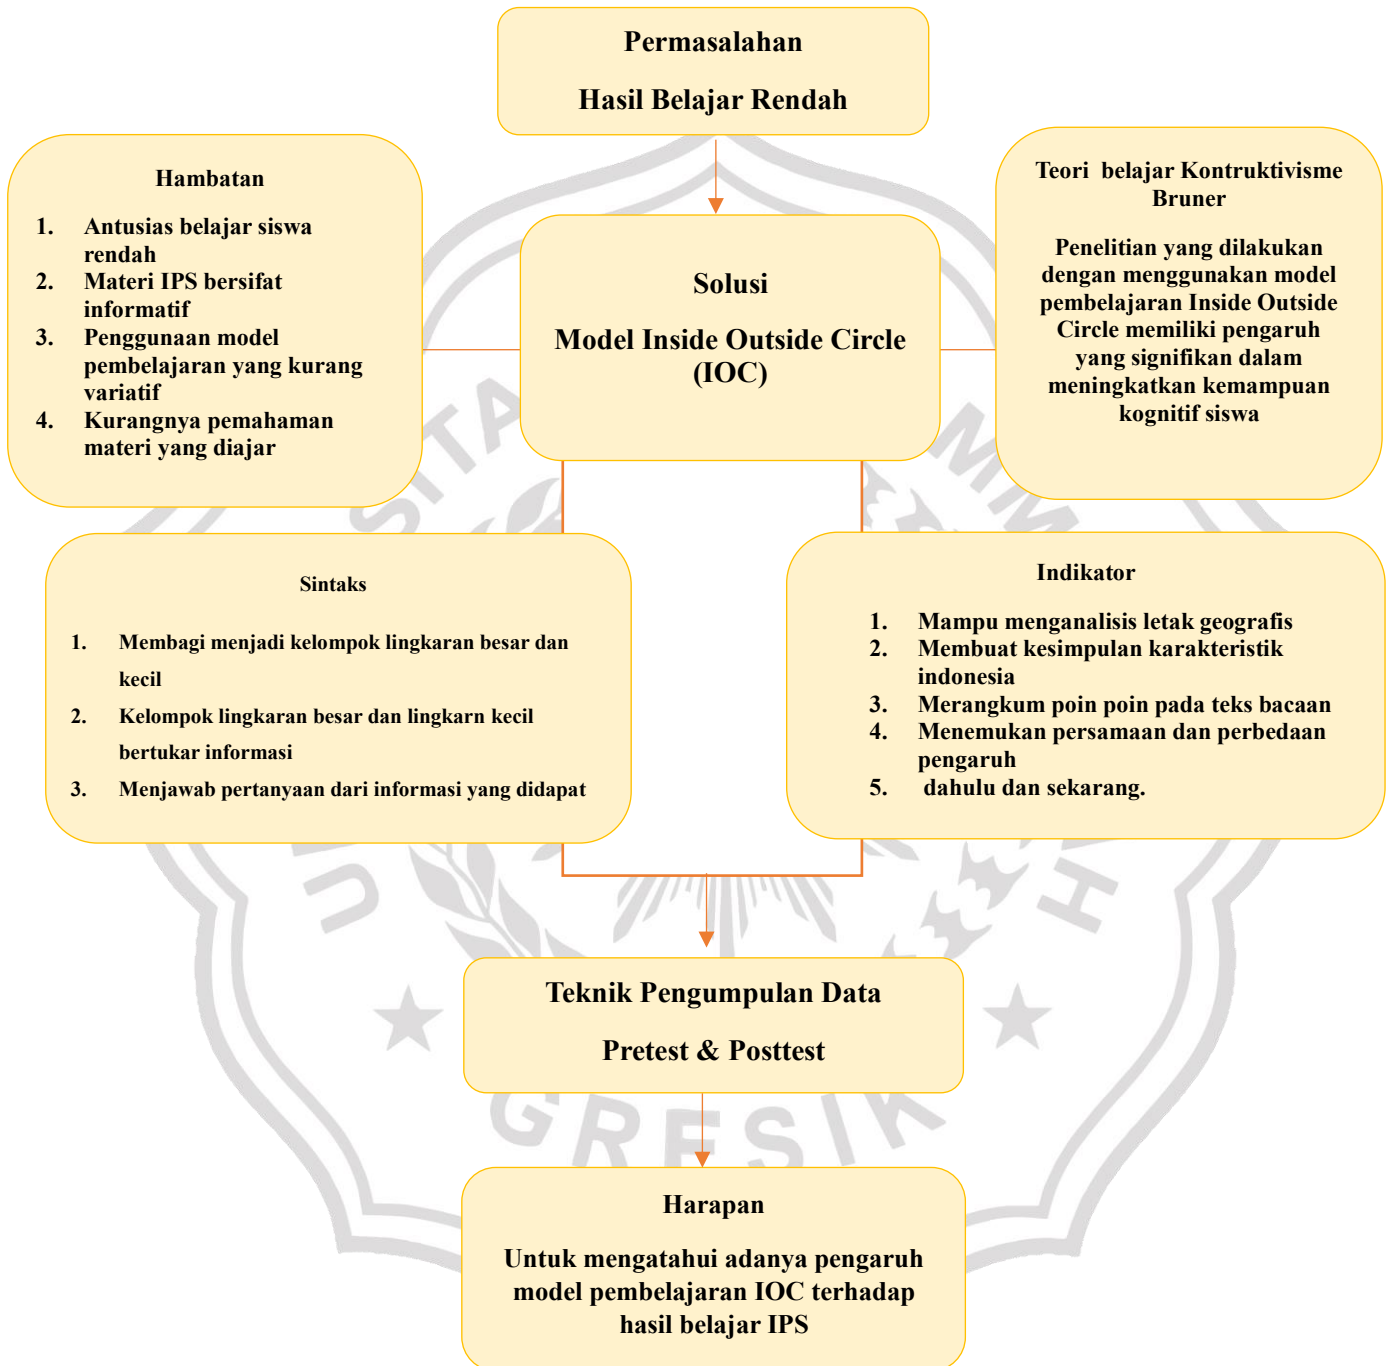 Permasalahan
Hasil Belajar Rendah
Hambatan
1. Antusias belajar siswa
rendah
2. Materi IPS bersifat
informatif
3. Penggunaan model
pembelajaran yang kurang
variatif
4. Kurangnya pemahaman
materi yang diajar
Solusi
Model Inside Outside Circle
(IOC)
Teori belajar Kontruktivisme
Bruner
Penelitian yang dilakukan
dengan menggunakan model
pembelajaran Inside Outside
Circle memiliki pengaruh
yang signifikan dalam
meningkatkan kemampuan
kognitif siswa
Sintaks
1. Membagi menjadi kelompok lingkaran besar dan
kecil
2. Kelompok lingkaran besar dan lingkarn kecil
bertukar informasi
3. Menjawab pertanyaan dari informasi yang didapat
Indikator
1. Mampu menganalisis letak geografis
2. Membuat kesimpulan karakteristik
indonesia
3. Merangkum poin poin pada teks bacaan
4. Menemukan persamaan dan perbedaan
pengaruh
5. dahulu dan sekarang.
Teknik Pengumpulan Data
Pretest & Posttest
Harapan
Untuk mengatahui adanya pengaruh
model pembelajaran IOC terhadap
hasil belajar IPS
GRESIK